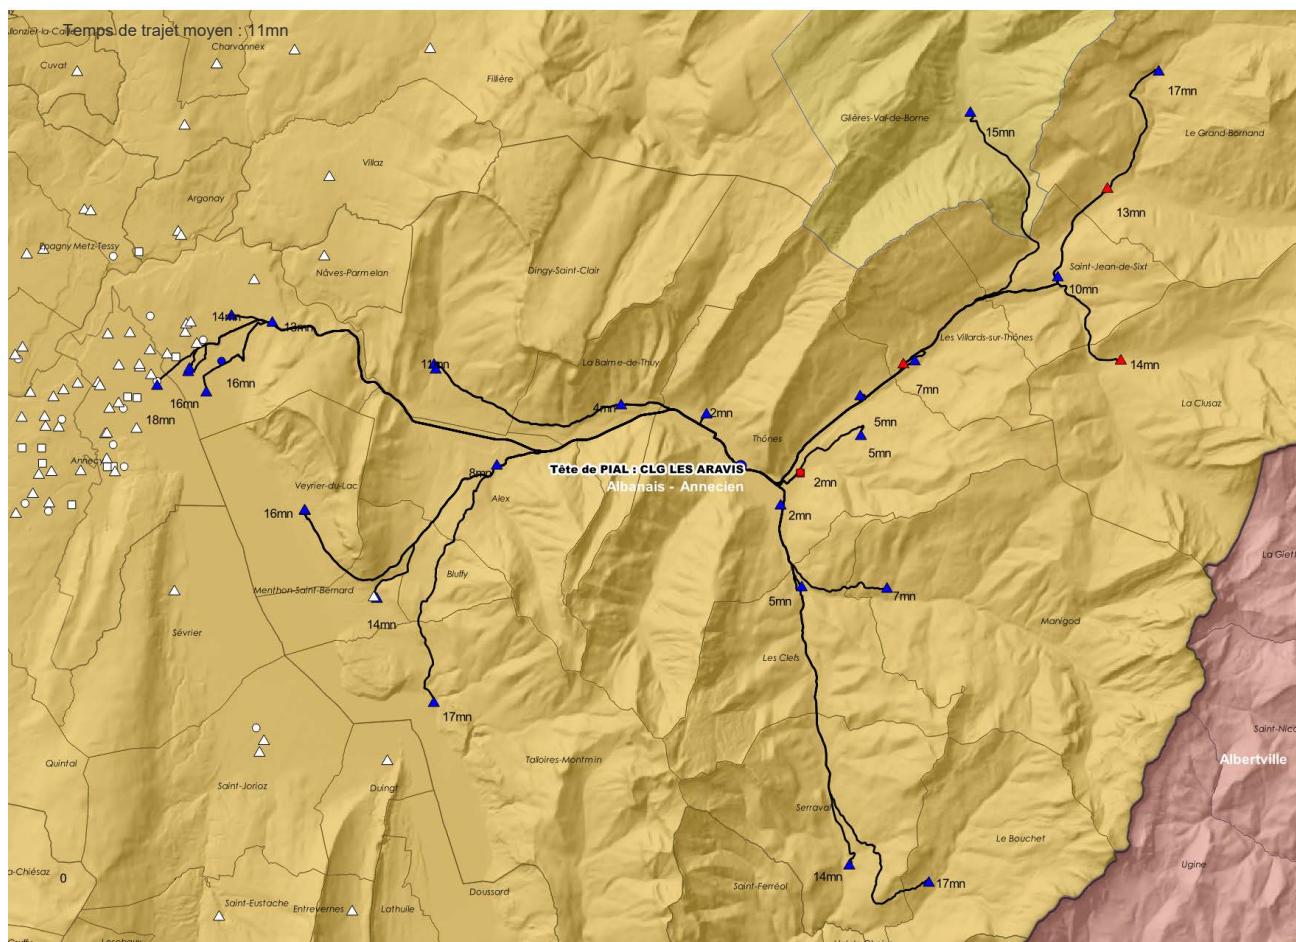 Temps de trajet moyen : 11mn
Charvonnex
Cuvat
Fillière
17mn
Glières-Val-de-Borne
15mn
Le Grand-Bornand
Villaz
Argonay
13mn
Epagny Metz-Tessy
Nâves-Parmelan
Dingy-Saint-Clair
Saint-Jean-de-Sixt
10mn
14mn
13mn
Les Villards-sur-Thônes
11mn
La Balme-de-Thuy
7mn
14mn
16mn
16mn
4mn
2mn
La Clusaz
18mn
5mn
Thônes
5mn
Annecy
8mn
Tête de PIAL : CLG LES ARAVIS
2mn
Veyrier-du-Lac
Alex
Albanais - Annecien
16mn
2mn
La Giett
Bluffy
Menthon-Saint-Bernard
5mn
7mn
14mn
Manigod
Sévrier
Les Clefs
17mn
Saint-Nico
Quintal
Talloires-Montmin
Albertville
Saint-Jorioz
Duingt
Serraval
Le Bouchet
Ugine
a-Chiésaz
0
14mn
17mn
Saint-Ferréol
Doussard
Saint-Eustache
Entrevernes
Lathuile